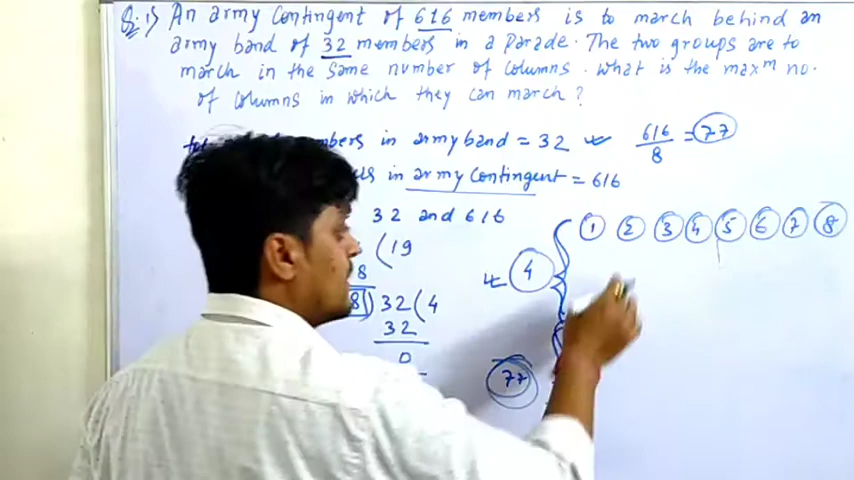 Q:1) An army Contingent of 616 members is to march behind an
army band of 32 members in a parade. The two groups are to
march in the same number of columns. What is the maxm no.
of columns in which they can march?
in army band = 32
616/8 = 77
in army Contingent = 616
32 and 616
(19
8
8) 32 (4
32
0
1 2 3 4 5 6 7 8
4
77